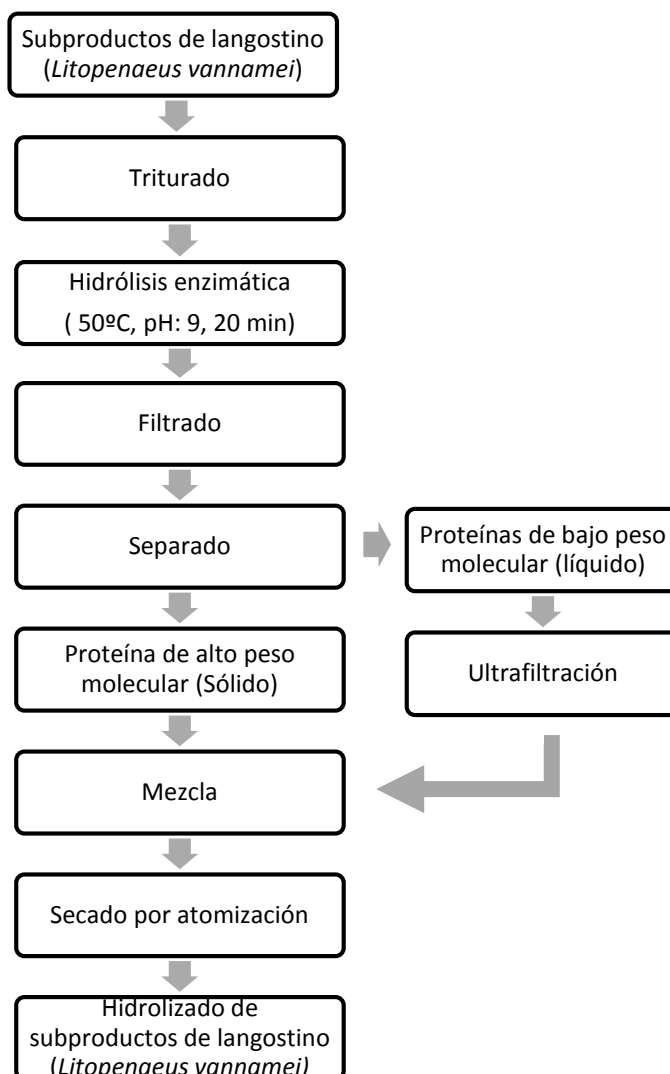 Subproductos de langostino
(Litopenaeus vannamei)
Triturado
Hidrólisis enzimática
( 50ºC, pH: 9, 20 min)
Filtrado
Separado
Proteínas de bajo peso
molecular (líquido)
Proteína de alto peso
molecular (Sólido)
Ultrafiltración
Mezcla
Secado por atomización
Hidrolizado de
subproductos de langostino
(Litopenaeus vannamei)